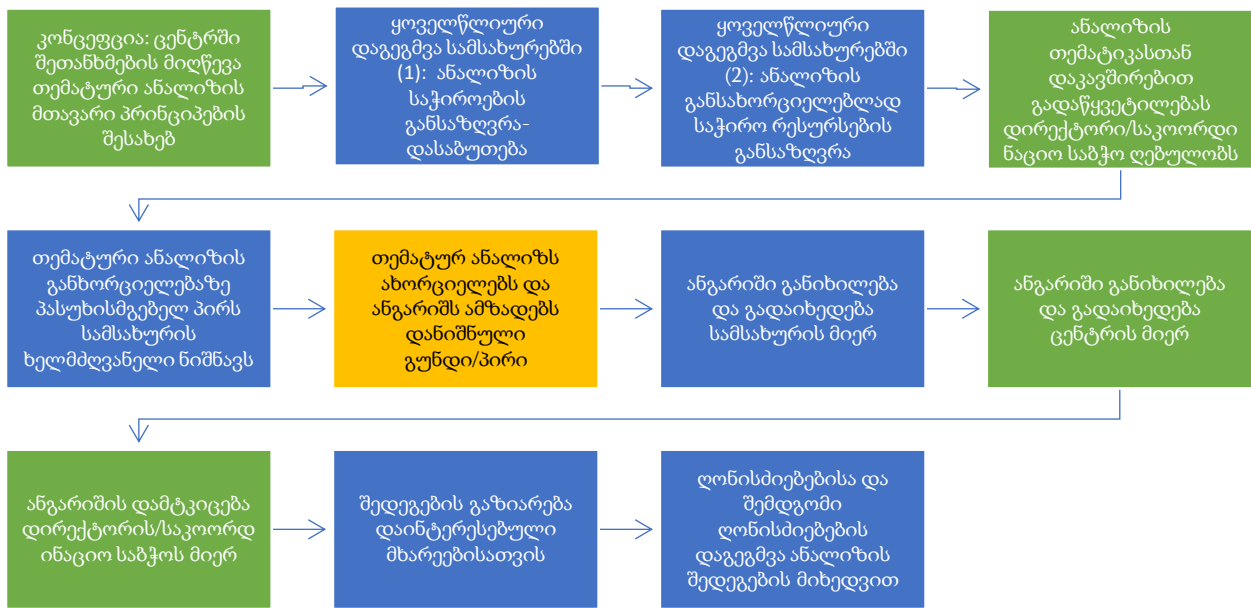 კონცეფცია: ცენტრში
შეთანხმების მიღწევა
თემატური ანალიზის
მთავარი პრინციპების
შესახებ
ყოველწლიური
დაგეგმვა სამსახურებში
(1):  ანალიზის
საჭიროების
განსაზღვრა-
დასაბუთება
ყოველწლიური
დაგეგმვა სამსახურებში
(2): ანალიზის
განსახორციელებლად
საჭირო რესურსების
განსაზღვრა
ანალიზის
თემატიკასთან
დაკავშირებით
გადაწყვეტილებას
დირექტორი/საკოორდი
ნაციო საბჭო ღებულობს
თემატური ანალიზის
განხორციელებაზე
პასუხისმგებელ პირს
სამსახურის
ხელმძღვანელი ნიშნავს
თემატურ ანალიზს
ახორციელებს და
ანგარიშს ამზადებს
დანიშნული
გუნდი/პირი
ანგარიში განიხილება
და გადაიხედება
სამსახურის მიერ
ანგარიში განიხილება
და გადაიხედება
ცენტრის მიერ
ანგარიშის დამტკიცება
დირექტორის/საკოორდ
ინაციო საბჭოს მიერ
შედეგების გაზიარება
დაინტერესებული
მხარეებისათვის
ღონისძიებებისა და
შემდგომი
ღონისძიებების
დაგეგმვა ანალიზის
შედეგების მიხედვით